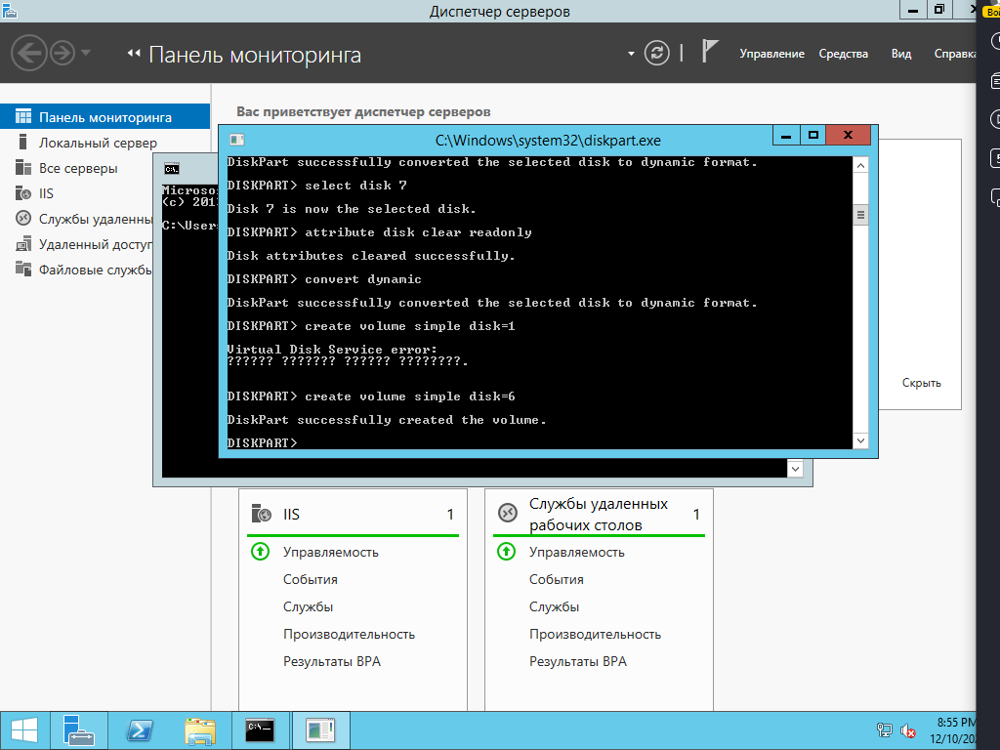 Диспетчер серверов
Панель мониторинга
Управление Средства Вид Справка
Панель мониторинга
Локальный сервер
Все серверы
IIS
Службы удаленны
Удаленный доступ
Файловые службы
Вас приветствует диспетчер серверов
C:\Windows\system32\diskpart.exe
DiskPart successfully converted the selected disk to dynamic format.
DISKPART> select disk 7
Disk 7 is now the selected disk.
DISKPART> attribute disk clear readonly
Disk attributes cleared successfully.
DISKPART> convert dynamic
DiskPart successfully converted the selected disk to dynamic format.
DISKPART> create volume simple disk=1
Virtual Disk Service error:
?????? ??????? ?????? ????????.
DISKPART> create volume simple disk=6
DiskPart successfully created the volume.
DISKPART>
C:\.
Microso
(c) 201
C:\User
Скрыть
IIS 1
Управляемость
События
Службы
Производительность
Результаты BPA
Службы удаленных
рабочих столов 1
Управляемость
События
Службы
Производительность
Результаты BPA
8:55 PM
12/10/20